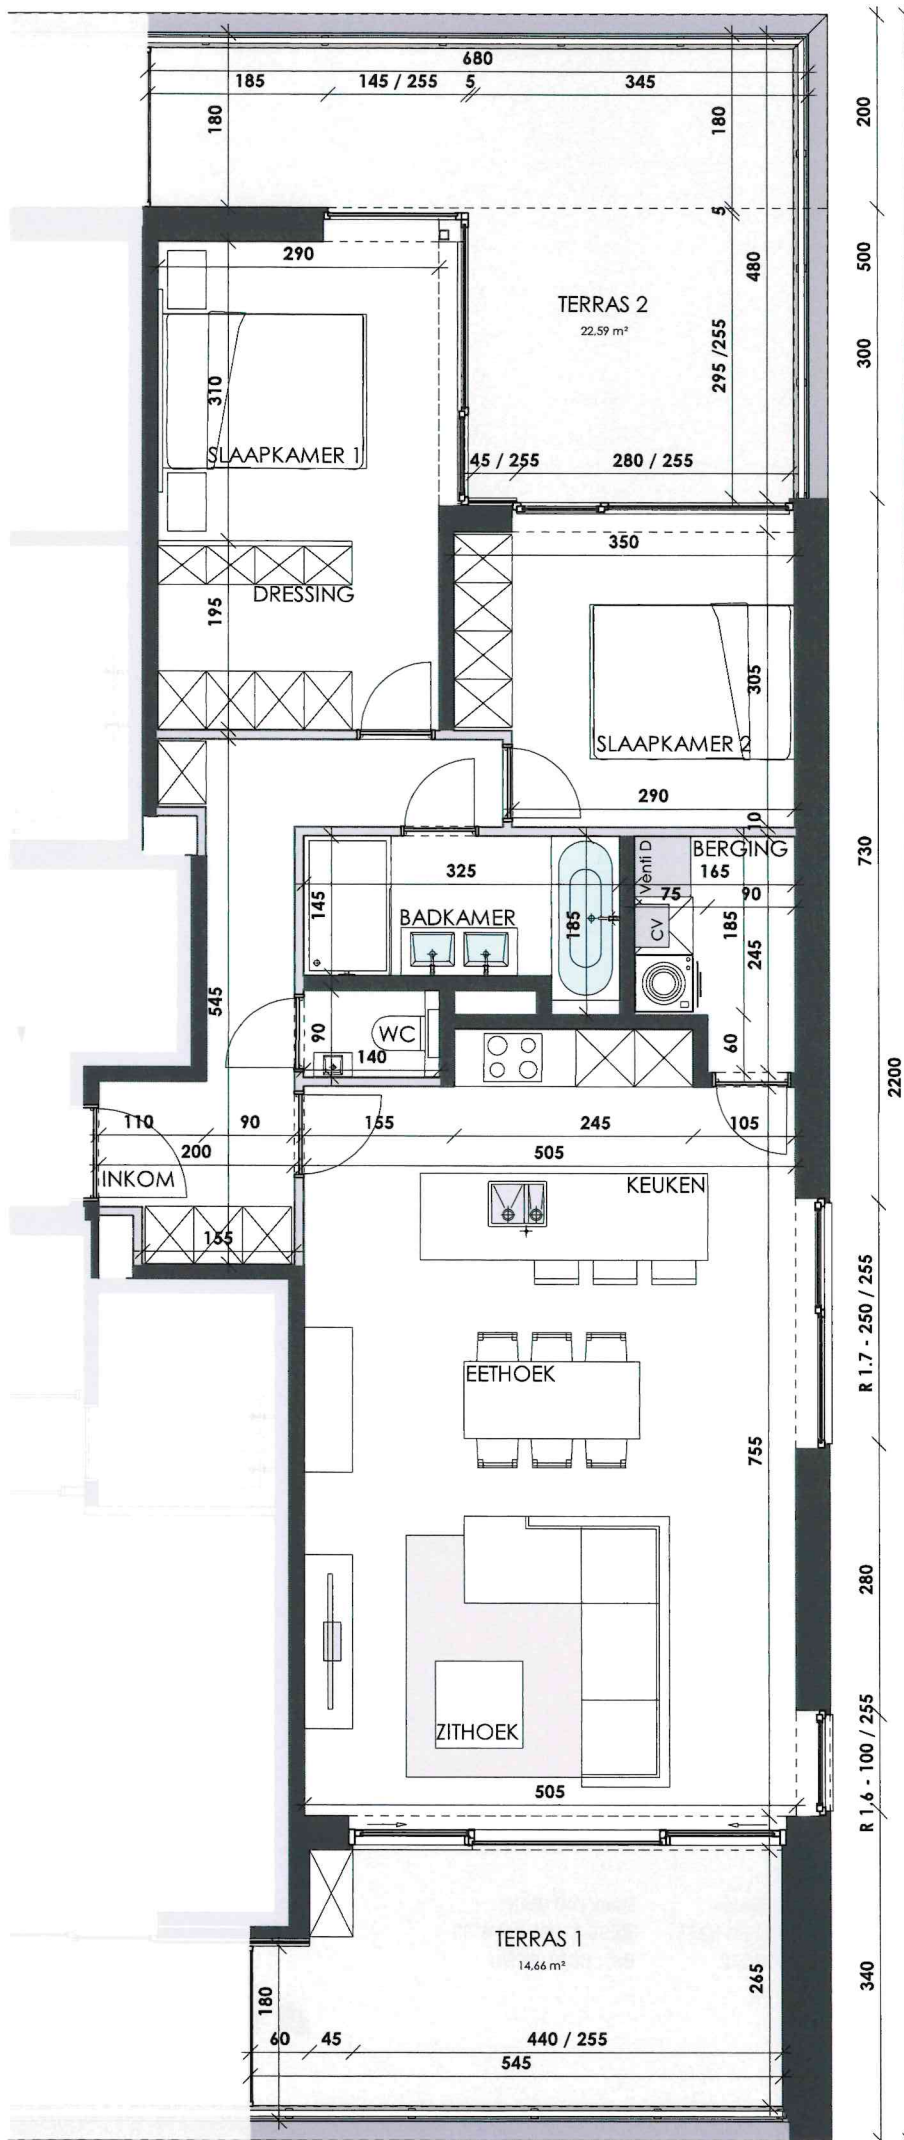 680
185 145 / 255 5 345
180 180 200
5
290 480 500
TERRAS 2
22.59 m²
295 /255 300
310
SLAAPKAMER 1
45 / 255 280 / 255
350
DRESSING
195 305
SLAAPKAMER 2
290
10
730
BERGING
Venti D
325 165
145 75 90
BADKAMER 185 CV 185
245
545
90 WC 60
140
2200
110 90 155 245 105
200 505
INKOM KEUKEN
155
R 1.7 - 250 / 255
EETHOEK
755
280
ZITHOEK
R 1.6 - 100 / 255
505
TERRAS 1
14,66 m²
265 340
180
60 45 440 / 255
545